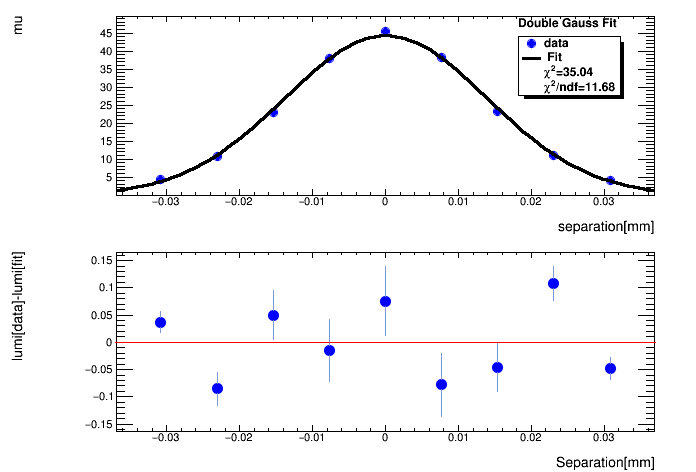 mu
Double Gauss Fit
data
Fit
χ²=35.04
χ²/ndf=11.68
45
40
35
30
25
20
15
10
5
−0.03 −0.02 −0.01 0 0.01 0.02 0.03
separation[mm]
lumi[data]-lumi[fit]
0.15
0.1
0.05
0
−0.05
−0.1
−0.15
−0.03 −0.02 −0.01 0 0.01 0.02 0.03
Separation[mm]